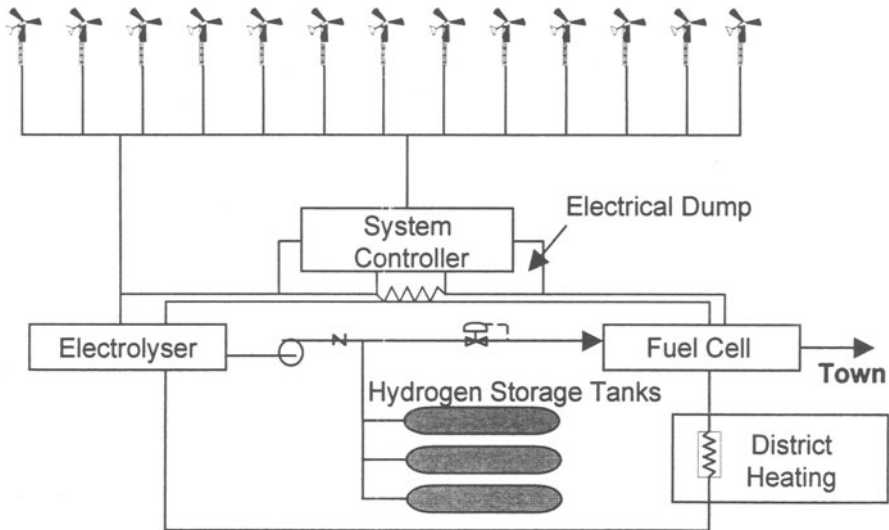 Electrical Dump
System
Controller
Electrolyser
Fuel Cell
Town
Hydrogen Storage Tanks
District
Heating